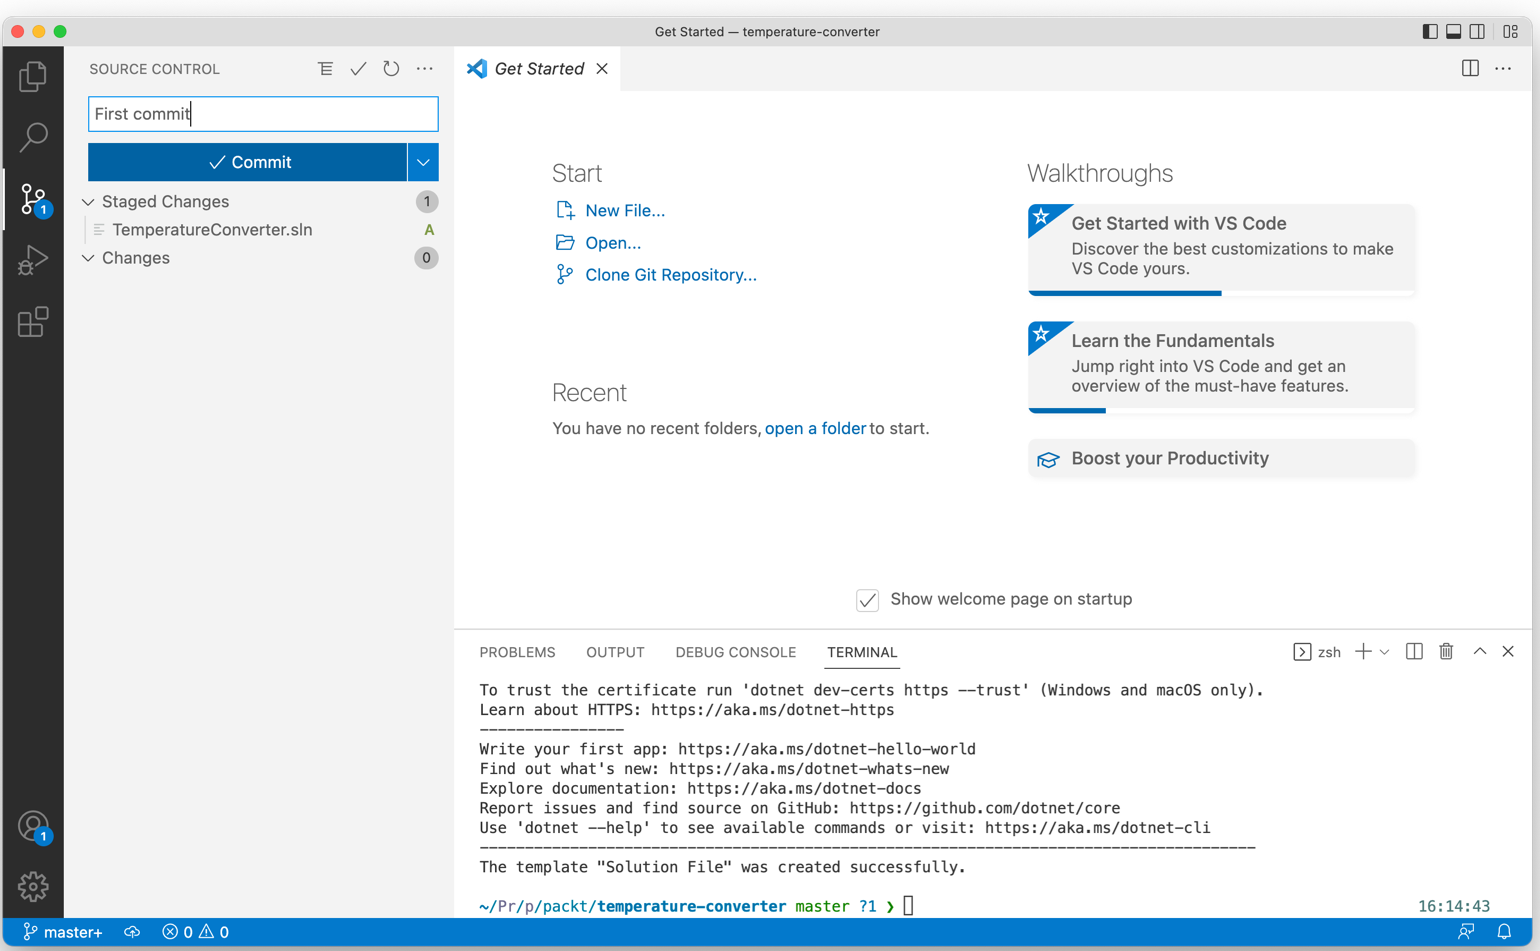 Get Started — temperature-converter
SOURCE CONTROL
Get Started
First commit
Commit
Staged Changes
1
TemperatureConverter.sln
A
Changes
0
1
1
Start
New File...
Open...
Clone Git Repository...
Recent
You have no recent folders, open a folder to start.
Walkthroughs
Get Started with VS Code
Discover the best customizations to make
VS Code yours.
Learn the Fundamentals
Jump right into VS Code and get an
overview of the must-have features.
Boost your Productivity
Show welcome page on startup
PROBLEMS
OUTPUT
DEBUG CONSOLE
TERMINAL
zsh
To trust the certificate run 'dotnet dev-certs https --trust' (Windows and macOS only).
Learn about HTTPS: https://aka.ms/dotnet-https
----------------
Write your first app: https://aka.ms/dotnet-hello-world
Find out what's new: https://aka.ms/dotnet-whats-new
Explore documentation: https://aka.ms/dotnet-docs
Report issues and find source on GitHub: https://github.com/dotnet/core
Use 'dotnet --help' to see available commands or visit: https://aka.ms/dotnet-cli
--------------------------------------------------------------------------------------
The template "Solution File" was created successfully.
~/Pr/p/packt/temperature-converter master ?1 ❯
16:14:43
master+
0
0